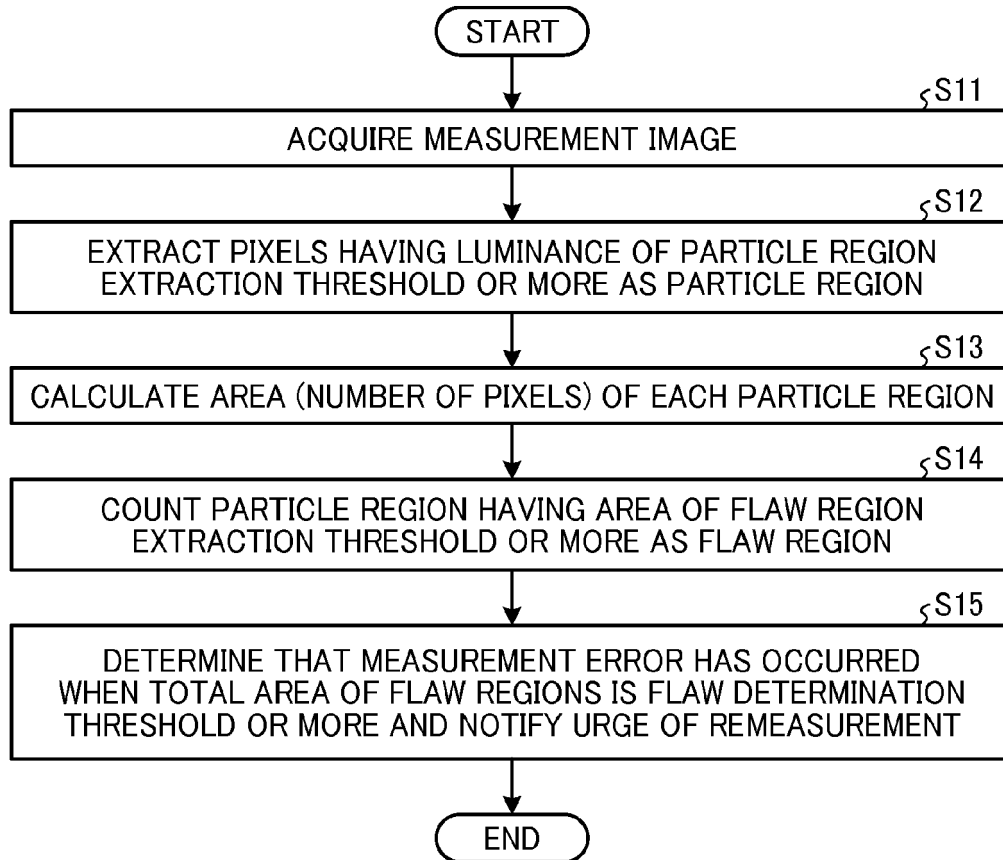 START
S11
ACQUIRE MEASUREMENT IMAGE
S12
EXTRACT PIXELS HAVING LUMINANCE OF PARTICLE REGION
EXTRACTION THRESHOLD OR MORE AS PARTICLE REGION
S13
CALCULATE AREA (NUMBER OF PIXELS) OF EACH PARTICLE REGION
S14
COUNT PARTICLE REGION HAVING AREA OF FLAW REGION
EXTRACTION THRESHOLD OR MORE AS FLAW REGION
S15
DETERMINE THAT MEASUREMENT ERROR HAS OCCURRED
WHEN TOTAL AREA OF FLAW REGIONS IS FLAW DETERMINATION
THRESHOLD OR MORE AND NOTIFY URGE OF REMEASUREMENT
END